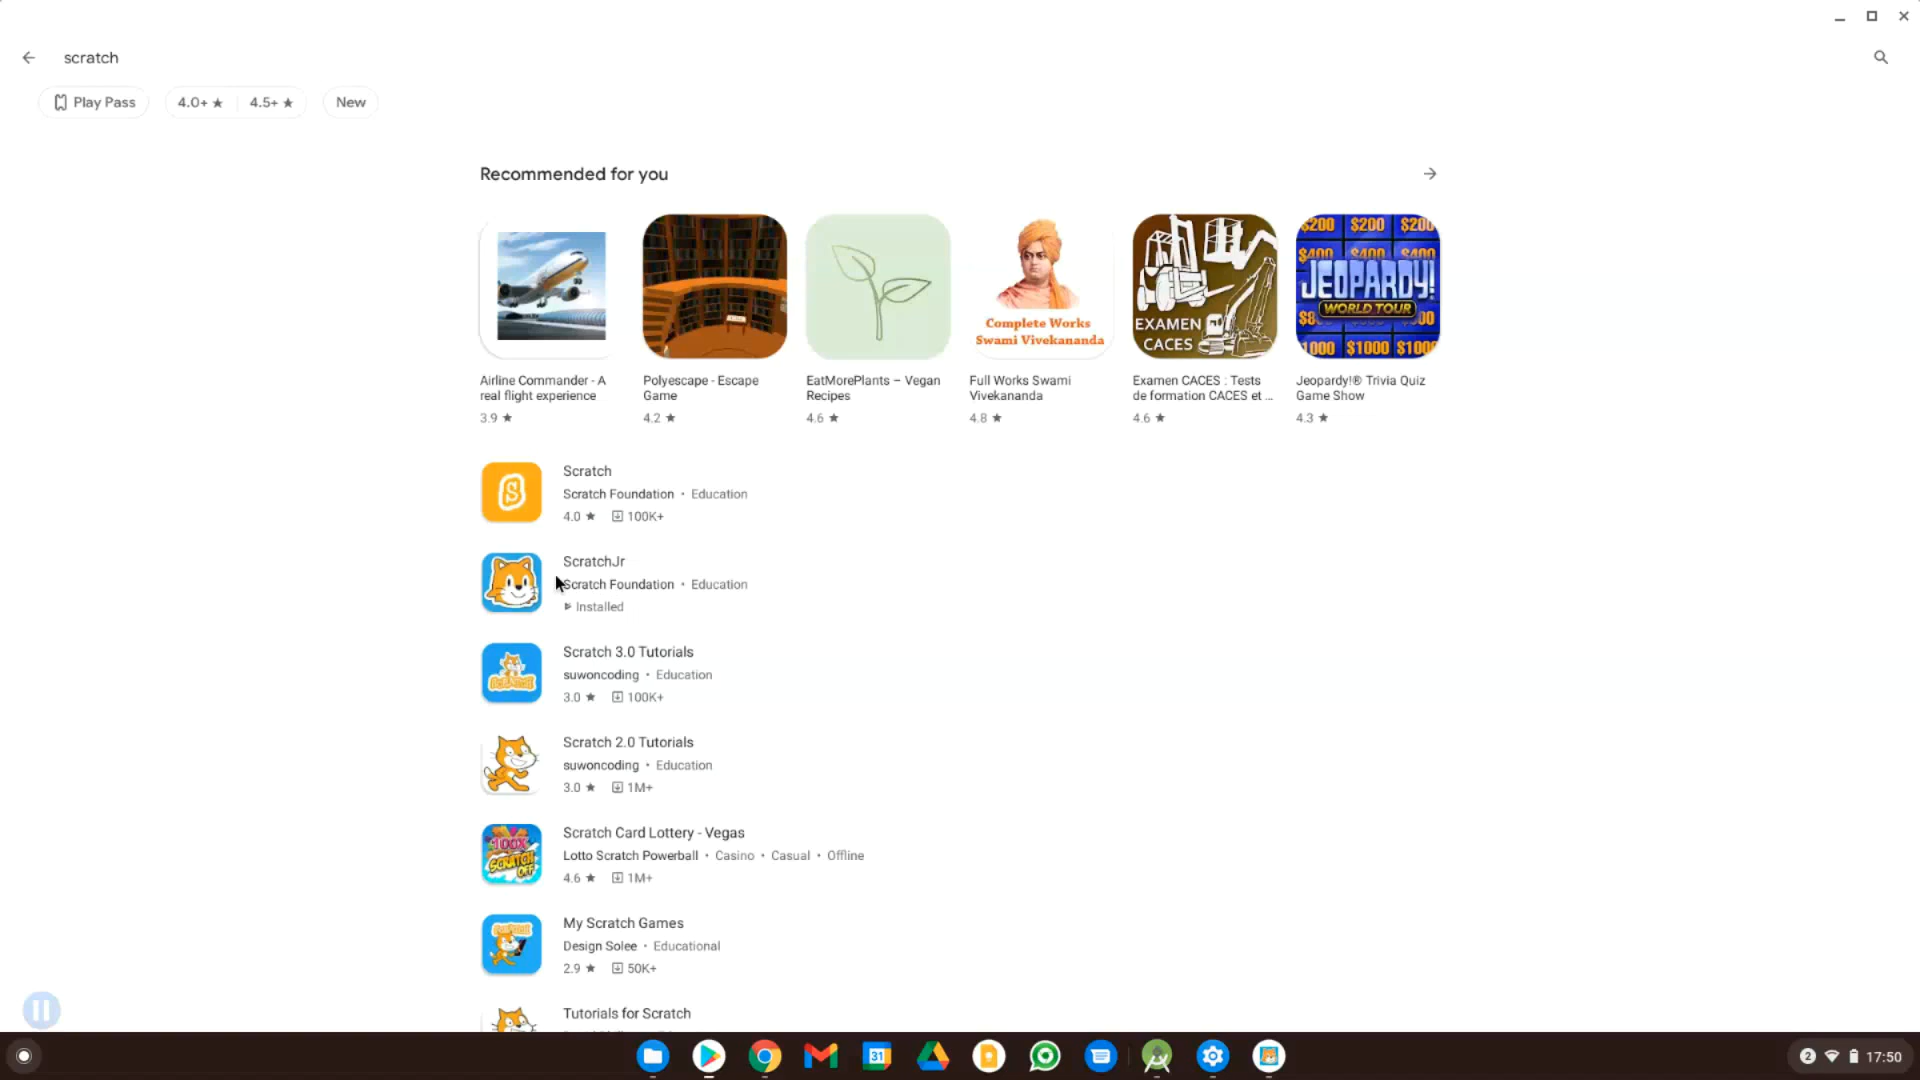 scratch
Play Pass
4.0+ ★
4.5+ ★
New
Recommended for you
$200 $200 $200
$400 $400 $400
JEOPARDY!
WORLD TOUR
1000 $1000 $1000
Complete Works
Swami Vivekananda
EXAMEN
CACES
Airline Commander - A
real flight experience
3.9 ★
Polyescape - Escape
Game
4.2 ★
EatMorePlants – Vegan
Recipes
4.6 ★
Full Works Swami
Vivekananda
4.8 ★
Examen CACES : Tests
de formation CACES et ...
4.6 ★
Jeopardy!® Trivia Quiz
Game Show
4.3 ★
S
Scratch
Scratch Foundation • Education
4.0 ★ 100K+
ScratchJr
Scratch Foundation • Education
Installed
Scratch 3.0 Tutorials
suwoncoding • Education
3.0 ★ 100K+
Scratch 2.0 Tutorials
suwoncoding • Education
3.0 ★ 1M+
100X
SCRATCH
OFF
Scratch Card Lottery - Vegas
Lotto Scratch Powerball • Casino • Casual • Offline
4.6 ★ 1M+
My Scratch Games
Design Solee • Educational
2.9 ★ 50K+
Tutorials for Scratch
31
2
17:50